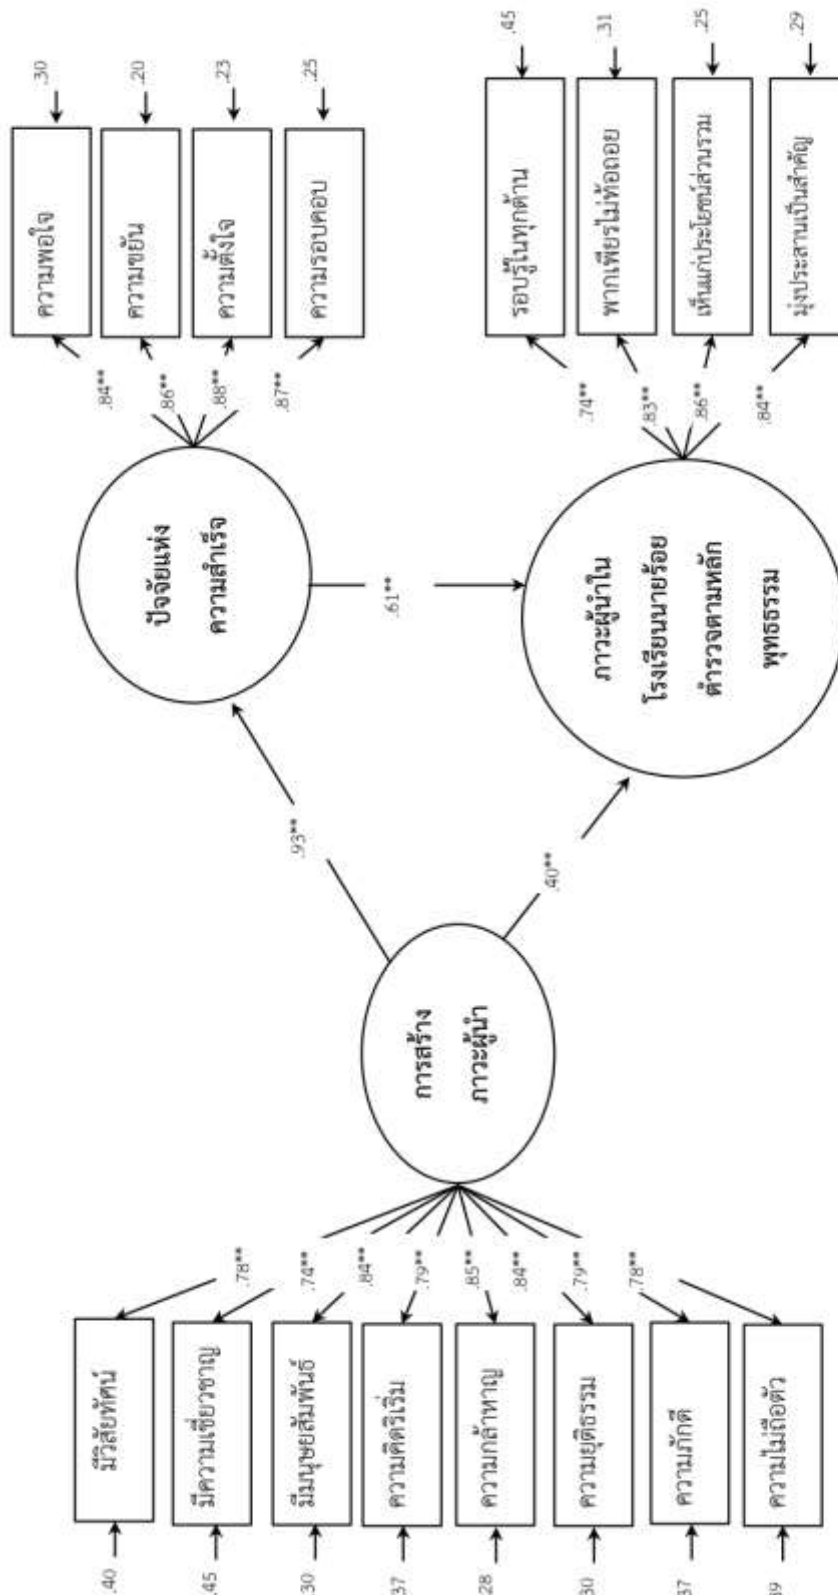 .40
มีวิสัยทัศน์
.45
มีความเชี่ยวชาญ
.30
มีมนุษยสัมพันธ์
.37
ความคิดริเริ่ม
.28
ความกล้าหาญ
.30
ความยุติธรรม
.37
ความภักดี
ความไม่ถือตัว
.78**
.74**
.84**
.79**
.85**
.84**
.79**
.78**
การสร้าง
ภาวะผู้นำ
.93**
.40**
.61**
ปัจจัยแห่ง
ความสำเร็จ
.84**
.86**
.88**
.87**
ความพอใจ
.30
ความขยัน
.20
ความตั้งใจ
.23
ความรอบคอบ
.25
ภาวะผู้นำใน
โรงเรียนนายร้อย
ตำรวจตามหลัก
พุทธธรรม
.74**
.83**
.86**
.84**
รอบรู้ในทุกด้าน
.45
พากเพียรไม่ท้อถอย
.31
เห็นแก่ประโยชน์ส่วนรวม
.25
มุ่งประสานเป็นสำคัญ
.29